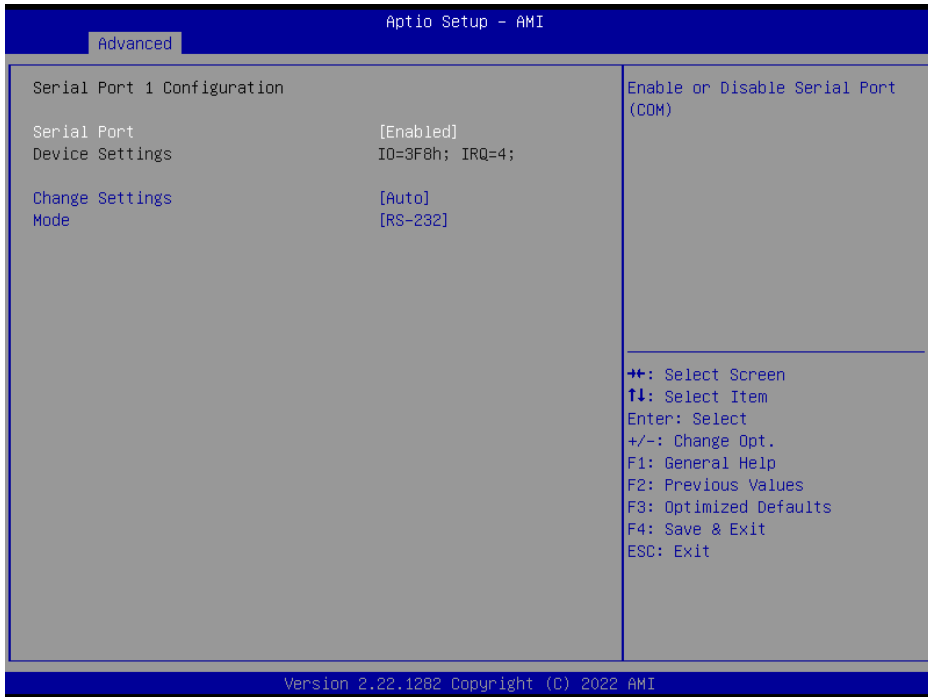 Aptio Setup - AMI
Advanced
Serial Port 1 Configuration
Serial Port [Enabled]
Device Settings IO=3F8h; IRQ=4;
Change Settings [Auto]
Mode [RS-232]
Enable or Disable Serial Port
(COM)
→←: Select Screen
↑↓: Select Item
Enter: Select
+/-: Change Opt.
F1: General Help
F2: Previous Values
F3: Optimized Defaults
F4: Save & Exit
ESC: Exit
Version 2.22.1282 Copyright (C) 2022 AMI